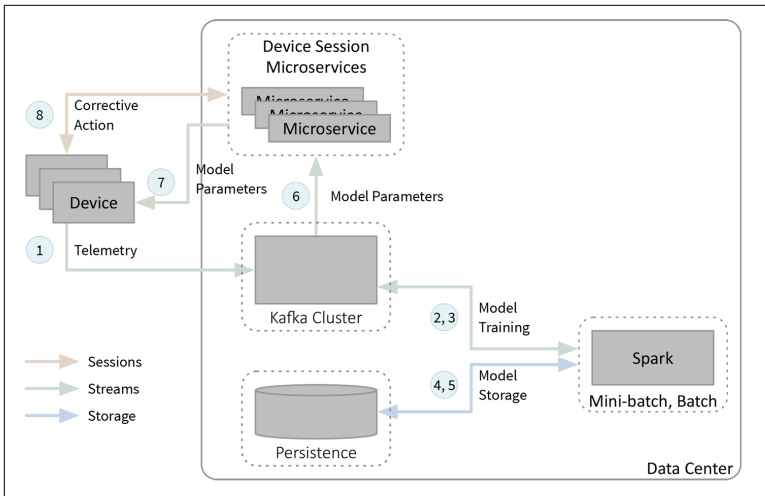 Device Session
Microservices
Microservice
Microservice
Microservice
8
Corrective
Action
7
Model
Parameters
Device
6
Model Parameters
1
Telemetry
Kafka Cluster
2, 3
Model
Training
Spark
Mini-batch, Batch
4, 5
Model
Storage
Persistence
Sessions
Streams
Storage
Data Center